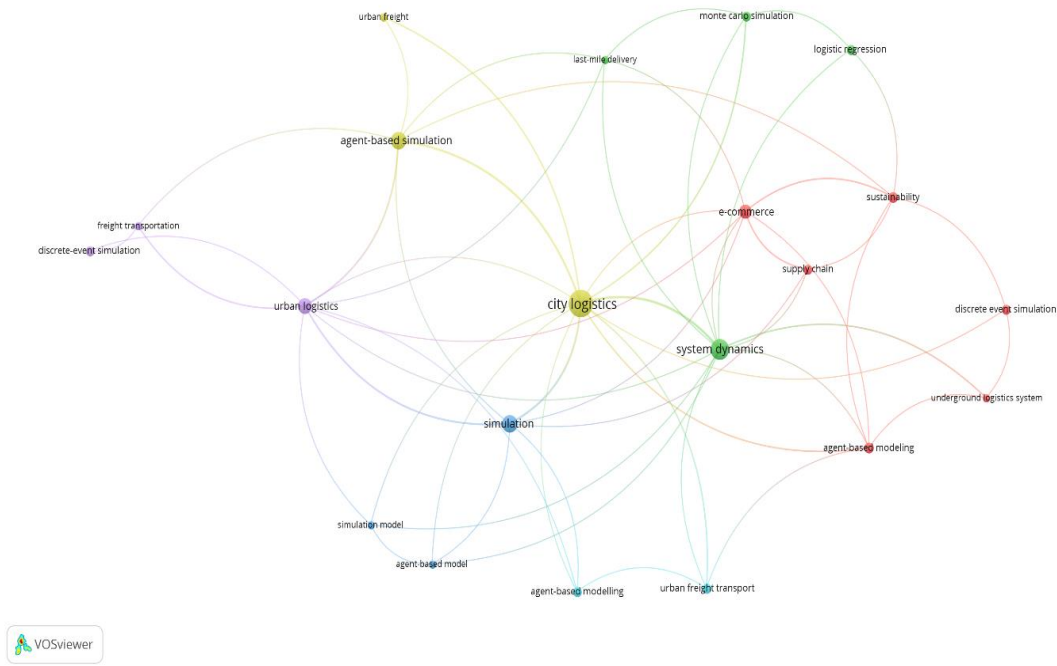 urban freight
monte carlo simulation
logistic regression
last-mile delivery
agent-based simulation
sustainability
e-commerce
freight transportation
discrete-event simulation
supply chain
urban logistics
city logistics
discrete event simulation
system dynamics
underground logistics system
simulation
agent-based modeling
simulation model
agent-based model
agent-based modelling
urban freight transport
VOSviewer